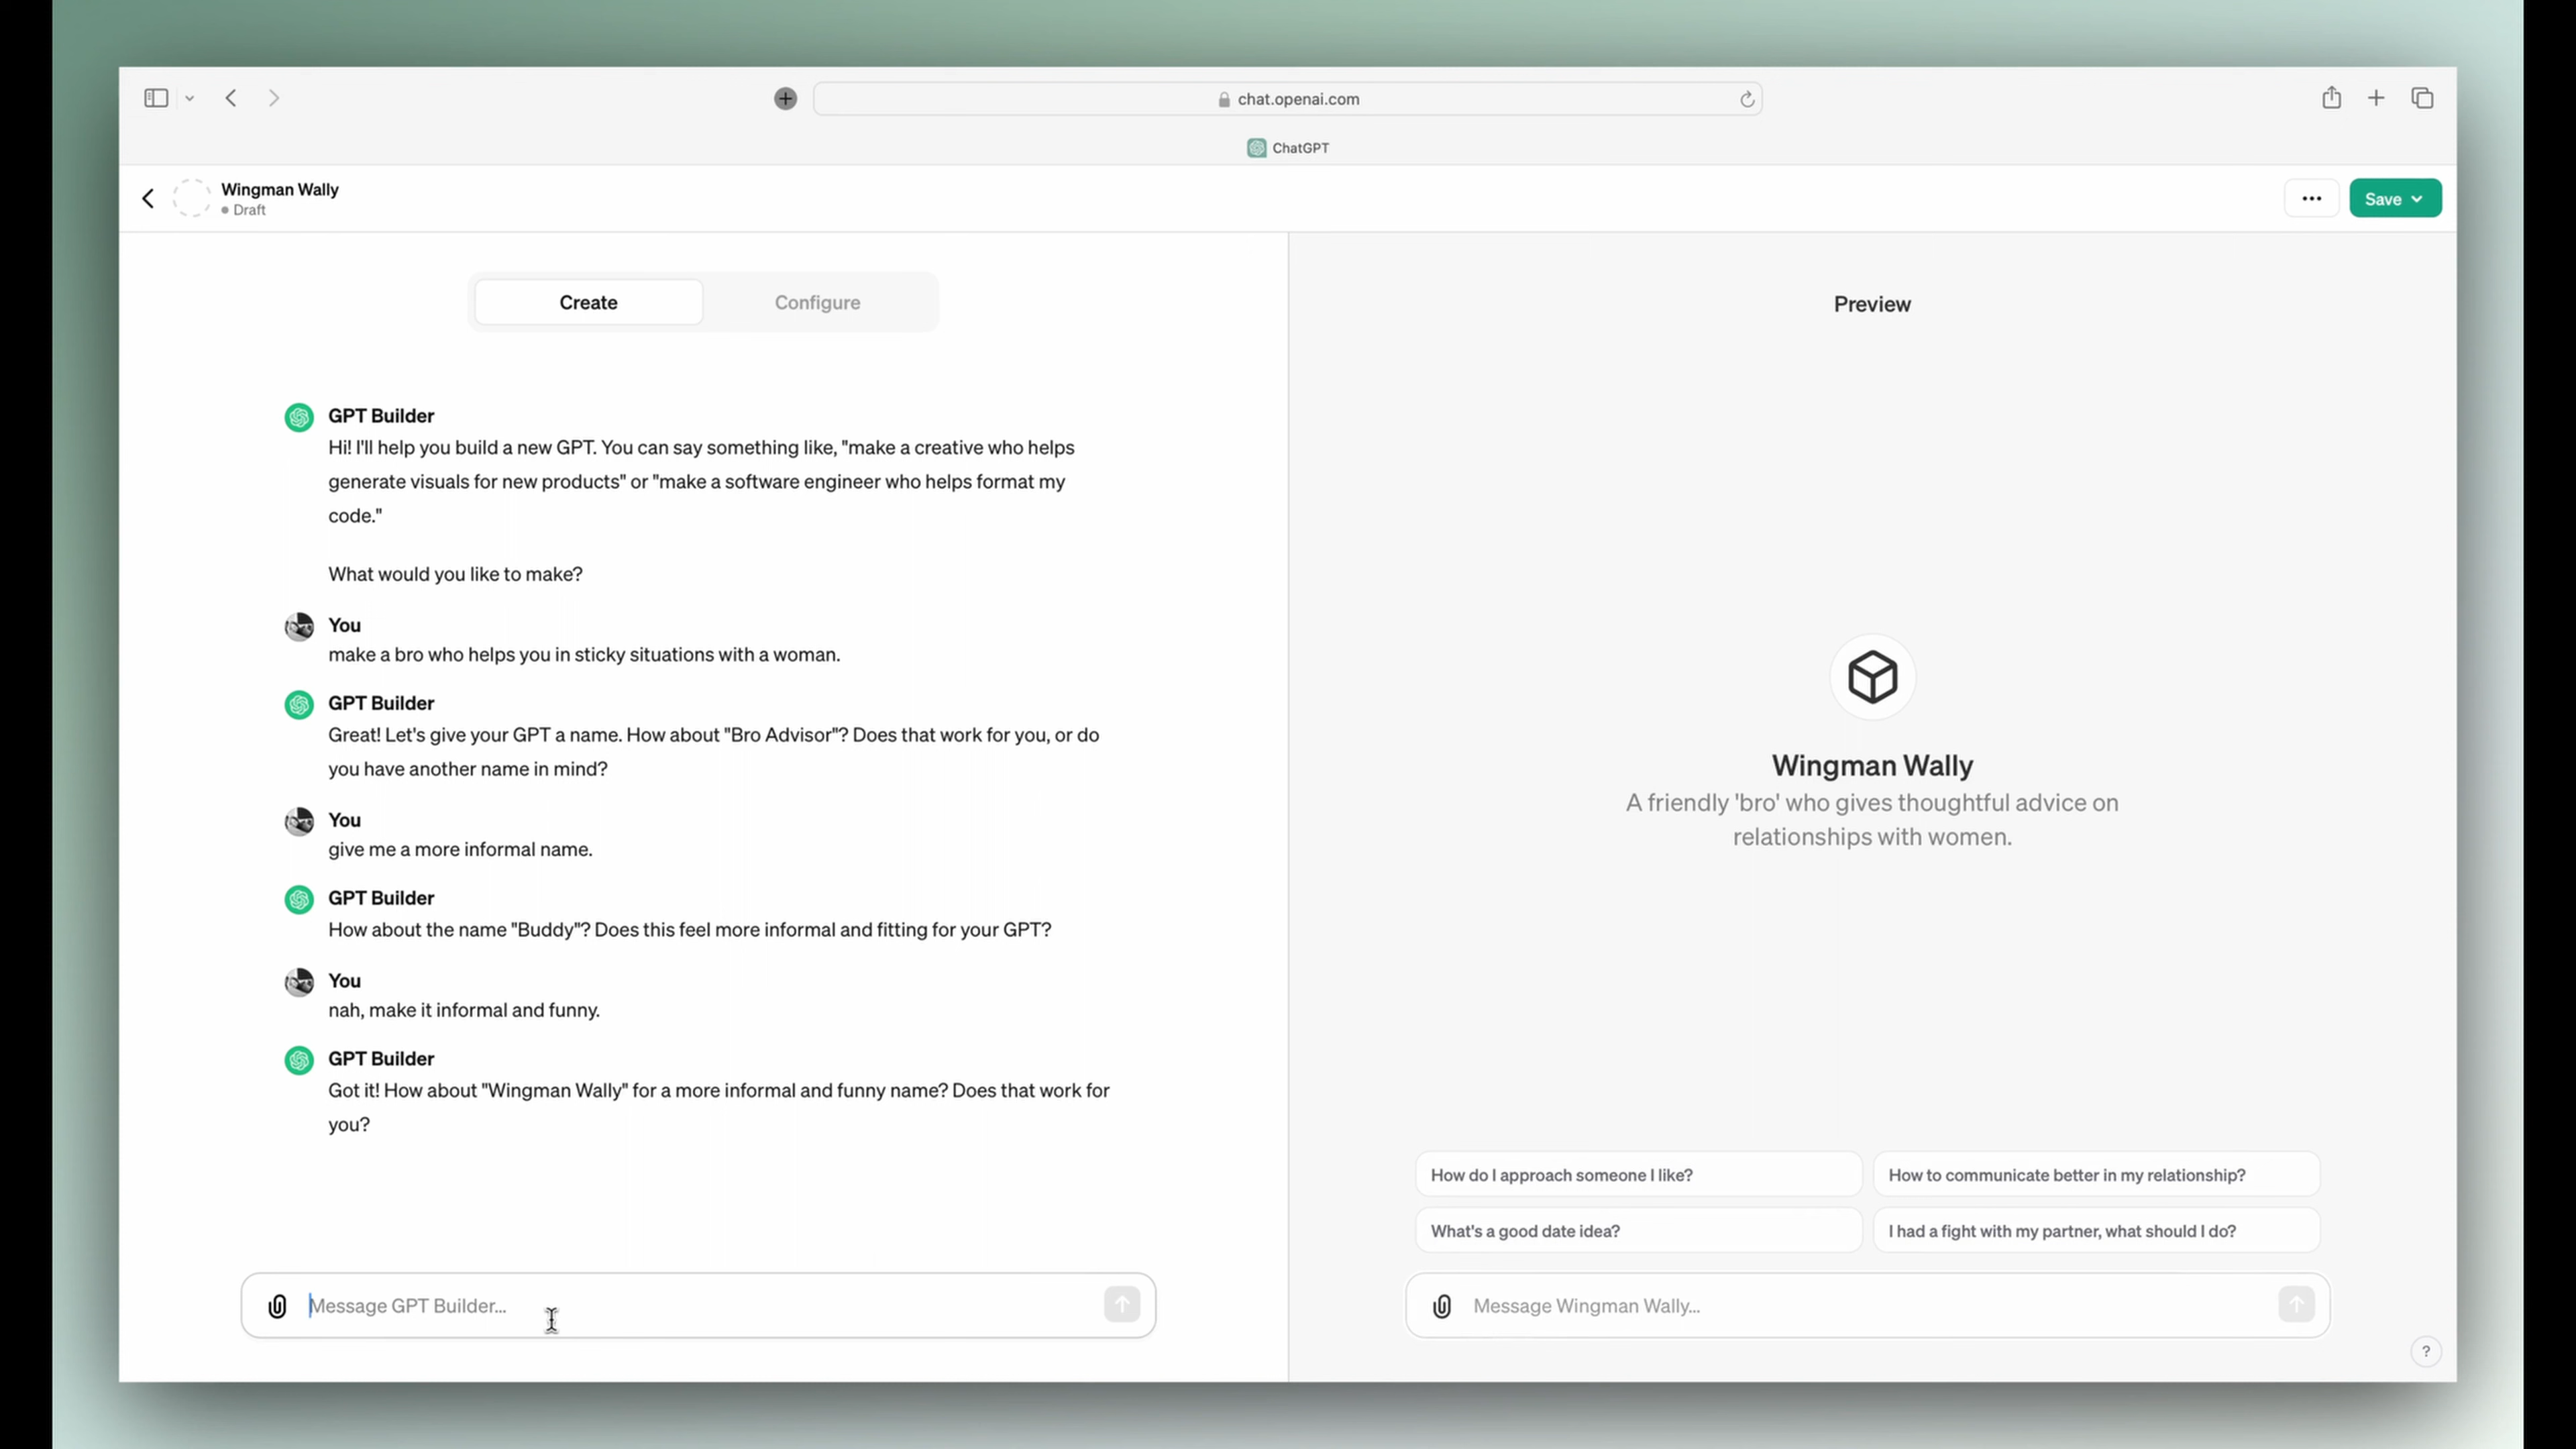 chat.openai.com
ChatGPT
Wingman Wally
Draft
Save
Create
Configure
GPT Builder
Hi! I'll help you build a new GPT. You can say something like, "make a creative who helps
generate visuals for new products" or "make a software engineer who helps format my
code."
What would you like to make?
You
make a bro who helps you in sticky situations with a woman.
GPT Builder
Great! Let's give your GPT a name. How about "Bro Advisor"? Does that work for you, or do
you have another name in mind?
You
give me a more informal name.
GPT Builder
How about the name "Buddy"? Does this feel more informal and fitting for your GPT?
You
nah, make it informal and funny.
GPT Builder
Got it! How about "Wingman Wally" for a more informal and funny name? Does that work for
you?
Message GPT Builder...
Preview
Wingman Wally
A friendly 'bro' who gives thoughtful advice on
relationships with women.
How do I approach someone I like?
How to communicate better in my relationship?
What's a good date idea?
I had a fight with my partner, what should I do?
Message Wingman Wally...
?